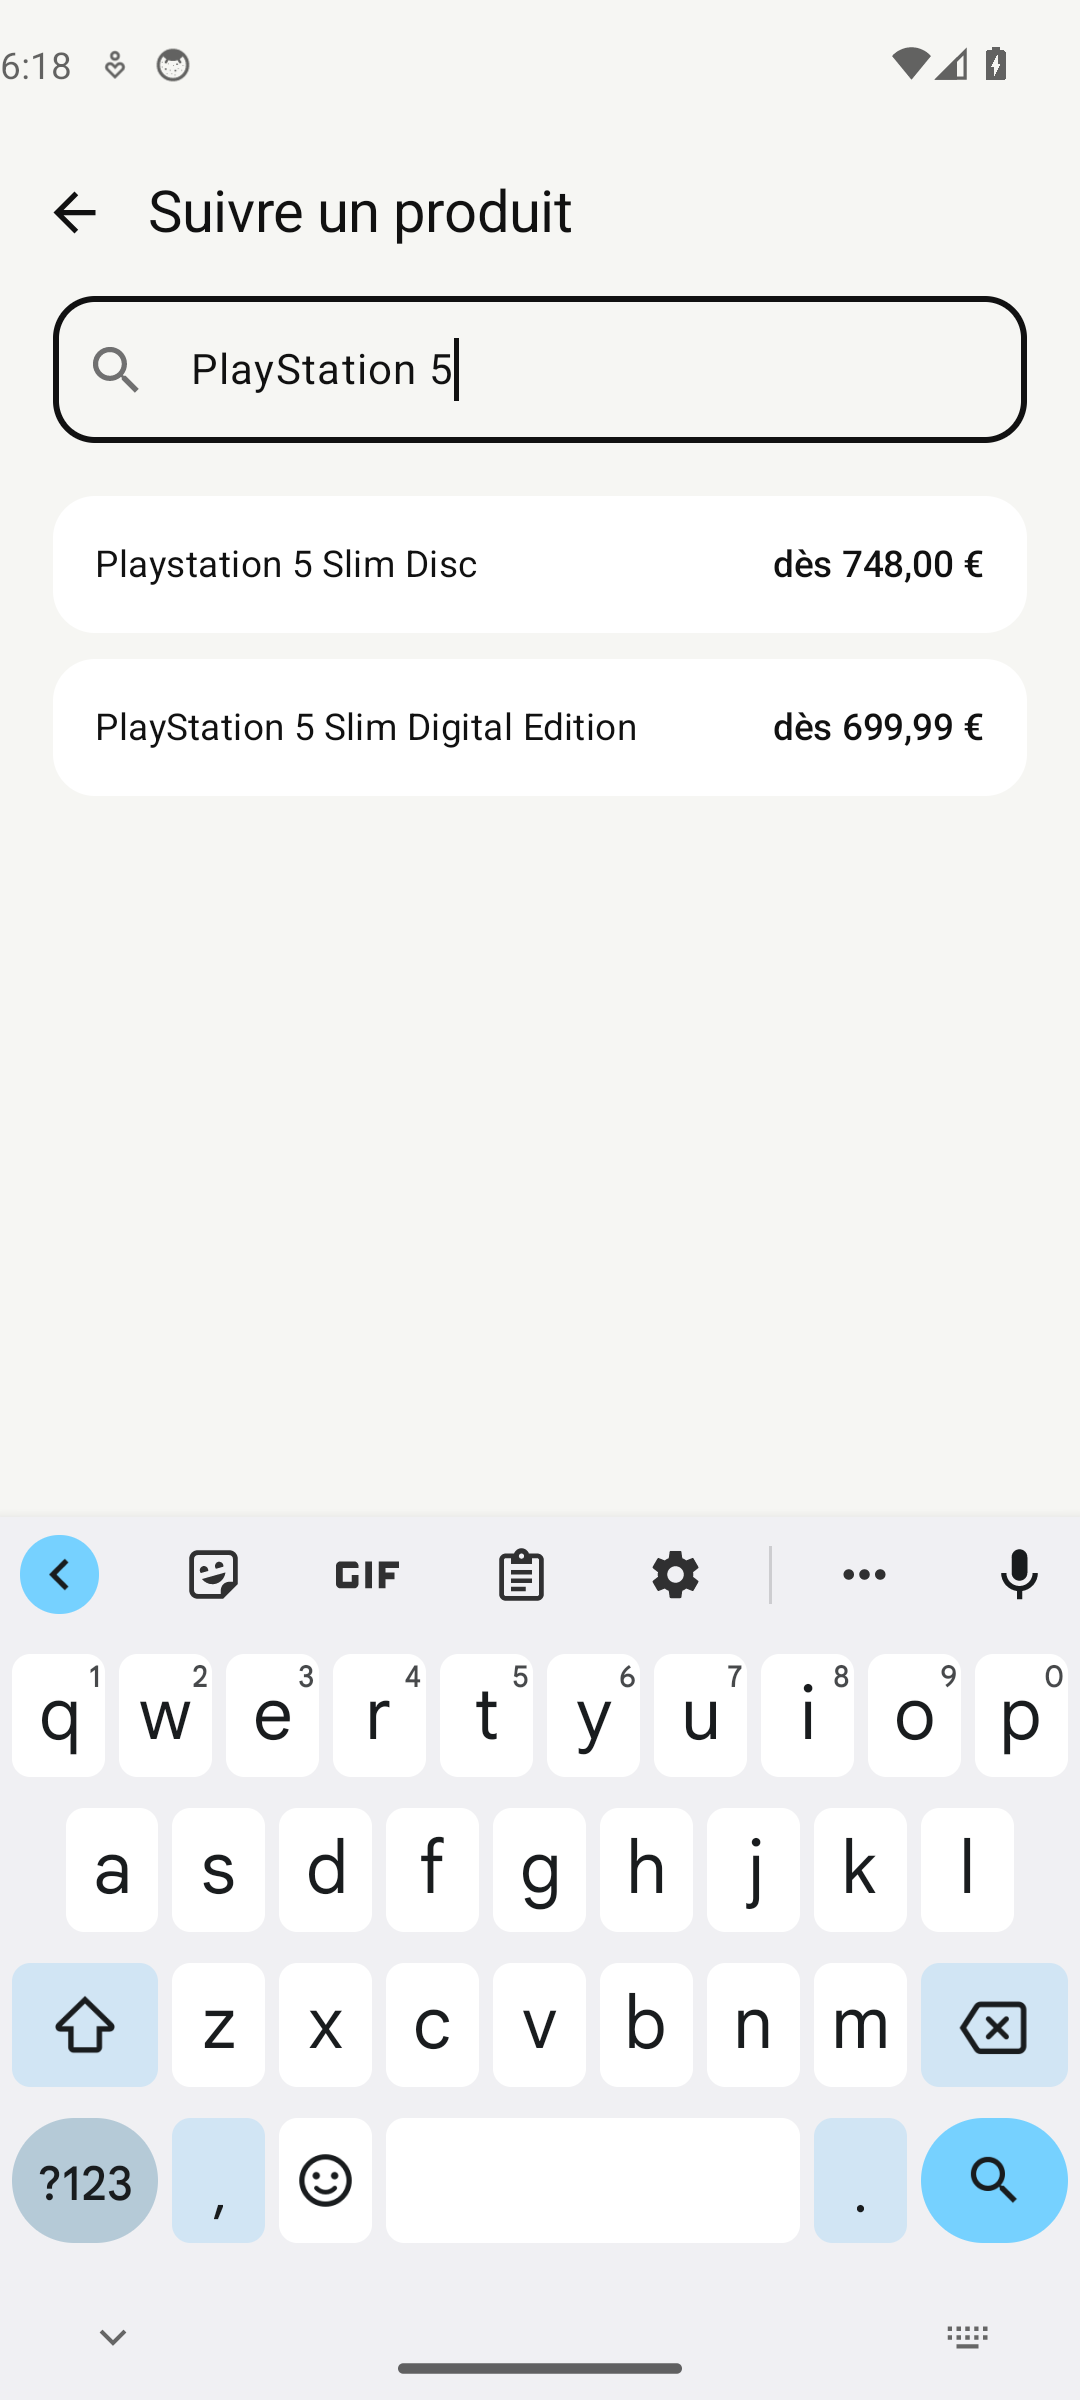 6:18
Suivre un produit
PlayStation 5
Playstation 5 Slim Disc dès 748,00 €
PlayStation 5 Slim Digital Edition dès 699,99 €
GIF
q 1 w 2 e 3 r 4 t 5 y 6 u 7 i 8 o 9 p 0
a s d f g h j k l
z x c v b n m
?123 , .